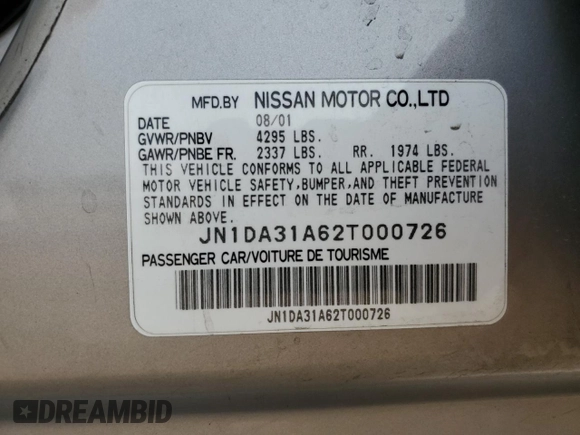 MFD.BY NISSAN MOTOR CO.,LTD
DATE 08/01
GVWR/PNBV 4295 LBS.
GAWR/PNBE FR. 2337 LBS. RR. 1974 LBS.
THIS VEHICLE CONFORMS TO ALL APPLICABLE FEDERAL
MOTOR VEHICLE SAFETY,BUMPER,AND THEFT PREVENTION
STANDARDS IN EFFECT ON THE DATE OF MANUFACTURE
SHOWN ABOVE.
JN1DA31A62T000726
PASSENGER CAR/VOITURE DE TOURISME
JN1DA31A62T000726
DREAMBID